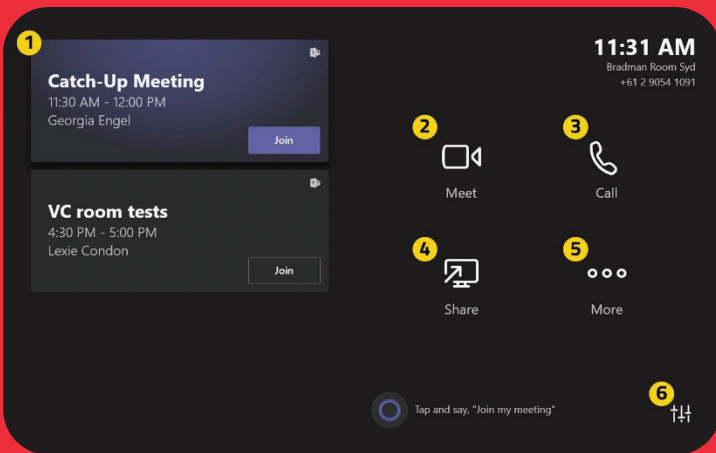 1
Catch-Up Meeting
11:30 AM - 12:00 PM
Georgia Engel
Join
VC room tests
4:30 PM - 5:00 PM
Lexie Condon
Join
11:31 AM
Bradman Room Syd
+61 2 9054 1091
2
Meet
3
Call
4
Share
5
More
Tap and say, "Join my meeting"
6